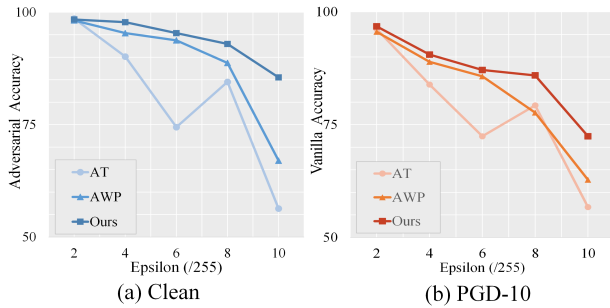 100
75
50
Adversarial Accuracy
AT
AWP
Ours
2 4 6 8 10
Epsilon (/255)
(a) Clean
100
75
50
Vanilla Accuracy
AT
AWP
Ours
2 4 6 8 10
Epsilon (/255)
(b) PGD-10